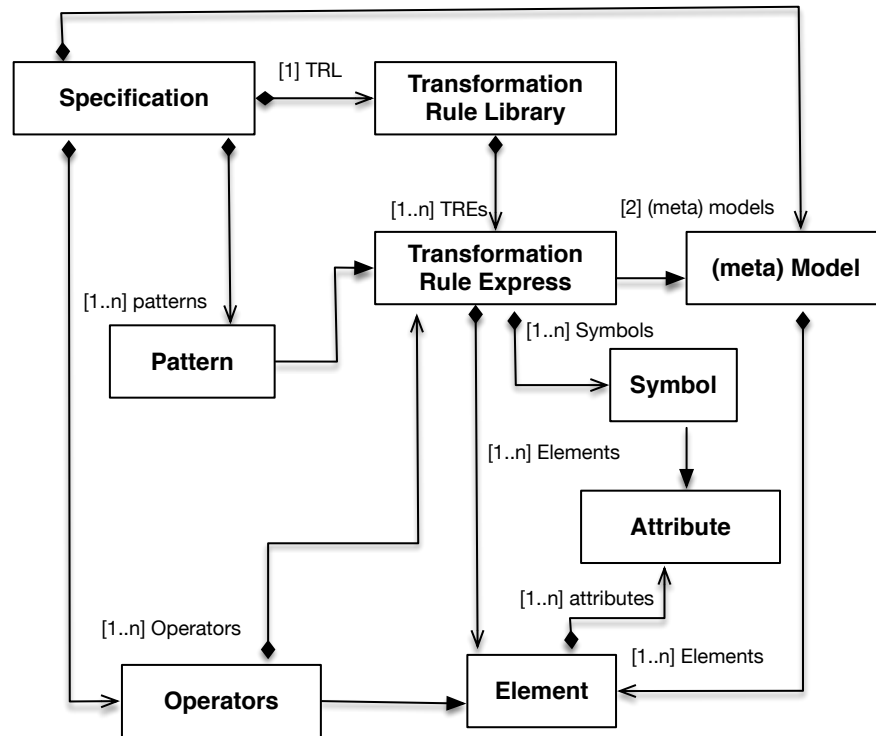 [1] TRL
Specification
Transformation
Rule Library
[1..n] TREs
[2] (meta) models
Transformation
Rule Express
(meta) Model
[1..n] patterns
[1..n] Symbols
Pattern
Symbol
[1..n] Elements
Attribute
[1..n] attributes
[1..n] Operators
[1..n] Elements
Operators
Element